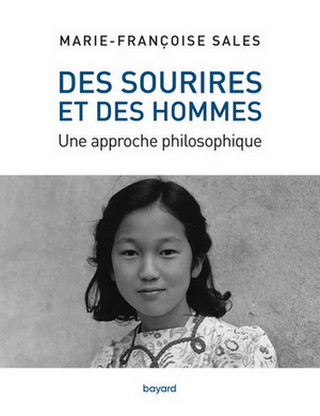 MARIE-FRANÇOISE SALES
DES SOURIRES
ET DES HOMMES
Une approche philosophique
bayard